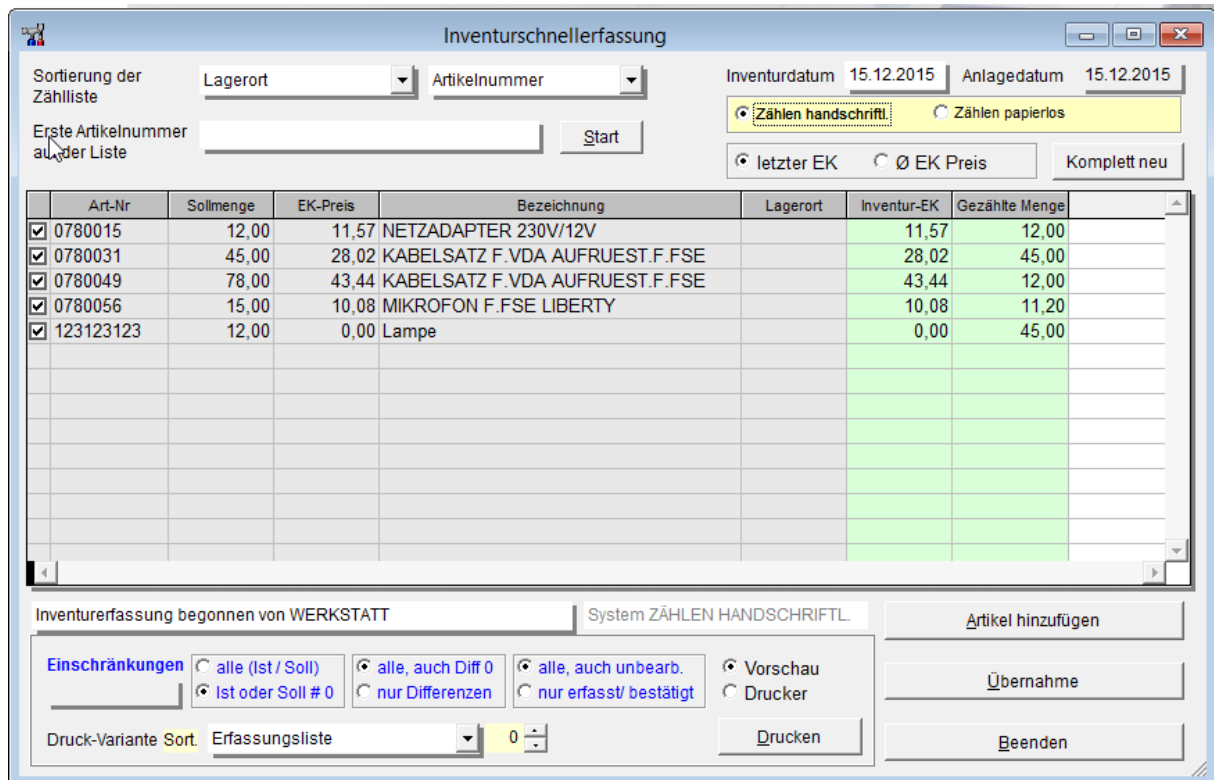 Inventurschnellerfassung
Sortierung der Zählliste Lagerort Artikelnummer Inventurdatum 15.12.2015 Anlagedatum 15.12.2015
Zählen handschriftl. Zählen papierlos
Erste Artikelnummer auf der Liste Start
letzter EK Ø EK Preis Komplett neu
Art-Nr Sollmenge EK-Preis Bezeichnung Lagerort Inventur-EK Gezählte Menge
0780015 12,00 11,57 NETZADAPTER 230V/12V 11,57 12,00
0780031 45,00 28,02 KABELSATZ F.VDA AUFRUEST.F.FSE 28,02 45,00
0780049 78,00 43,44 KABELSATZ F.VDA AUFRUEST.F.FSE 43,44 12,00
0780056 15,00 10,08 MIKROFON F.FSE LIBERTY 10,08 11,20
123123123 12,00 0,00 Lampe 0,00 45,00
Inventurerfassung begonnen von WERKSTATT System ZÄHLEN HANDSCHRIFTL. Artikel hinzufügen
Einschränkungen alle (Ist / Soll) alle, auch Diff 0 alle, auch unbearb. Vorschau
Ist oder Soll # 0 nur Differenzen nur erfasst/ bestätigt Drucker
Übernahme
Druck-Variante Sort. Erfassungsliste 0 Drucken Beenden